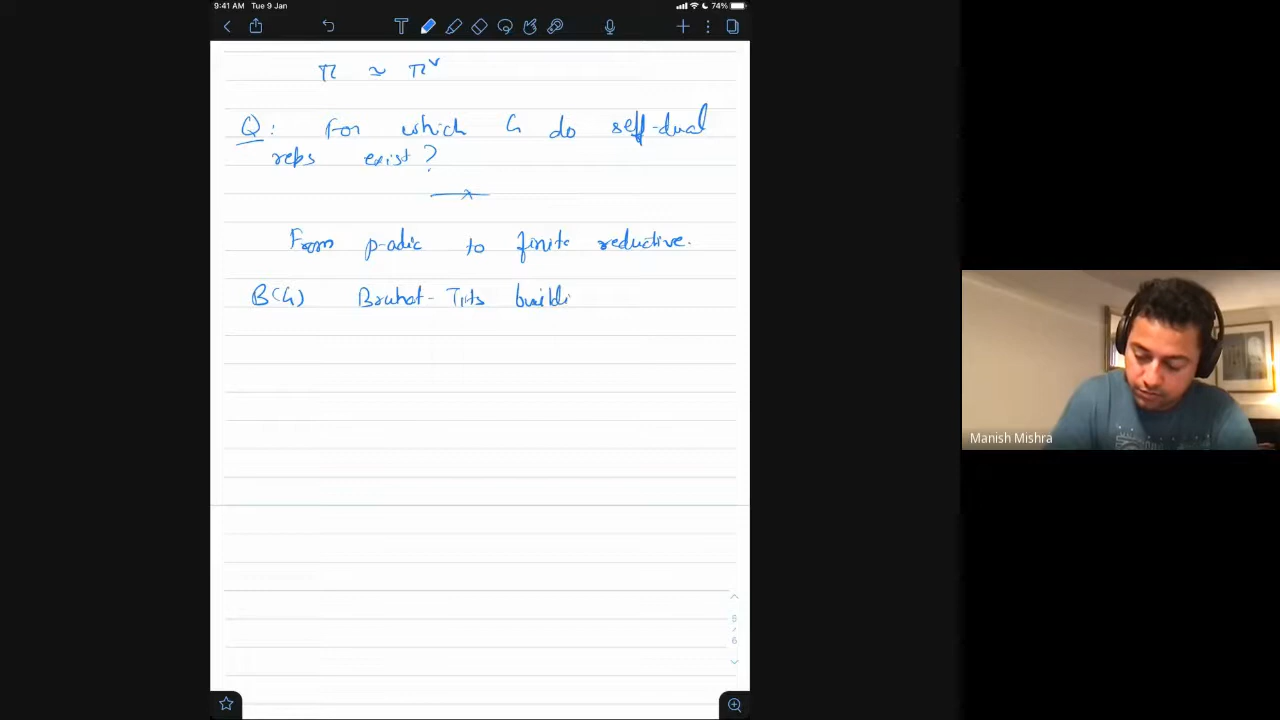 9:41 AM Tue 9 Jan
74%
π ≃ π^∨
Q: For which G do self-dual
reps exist?
From p-adic to finite reductive.
B(G) Bruhat-Tits buildi
Manish Mishra